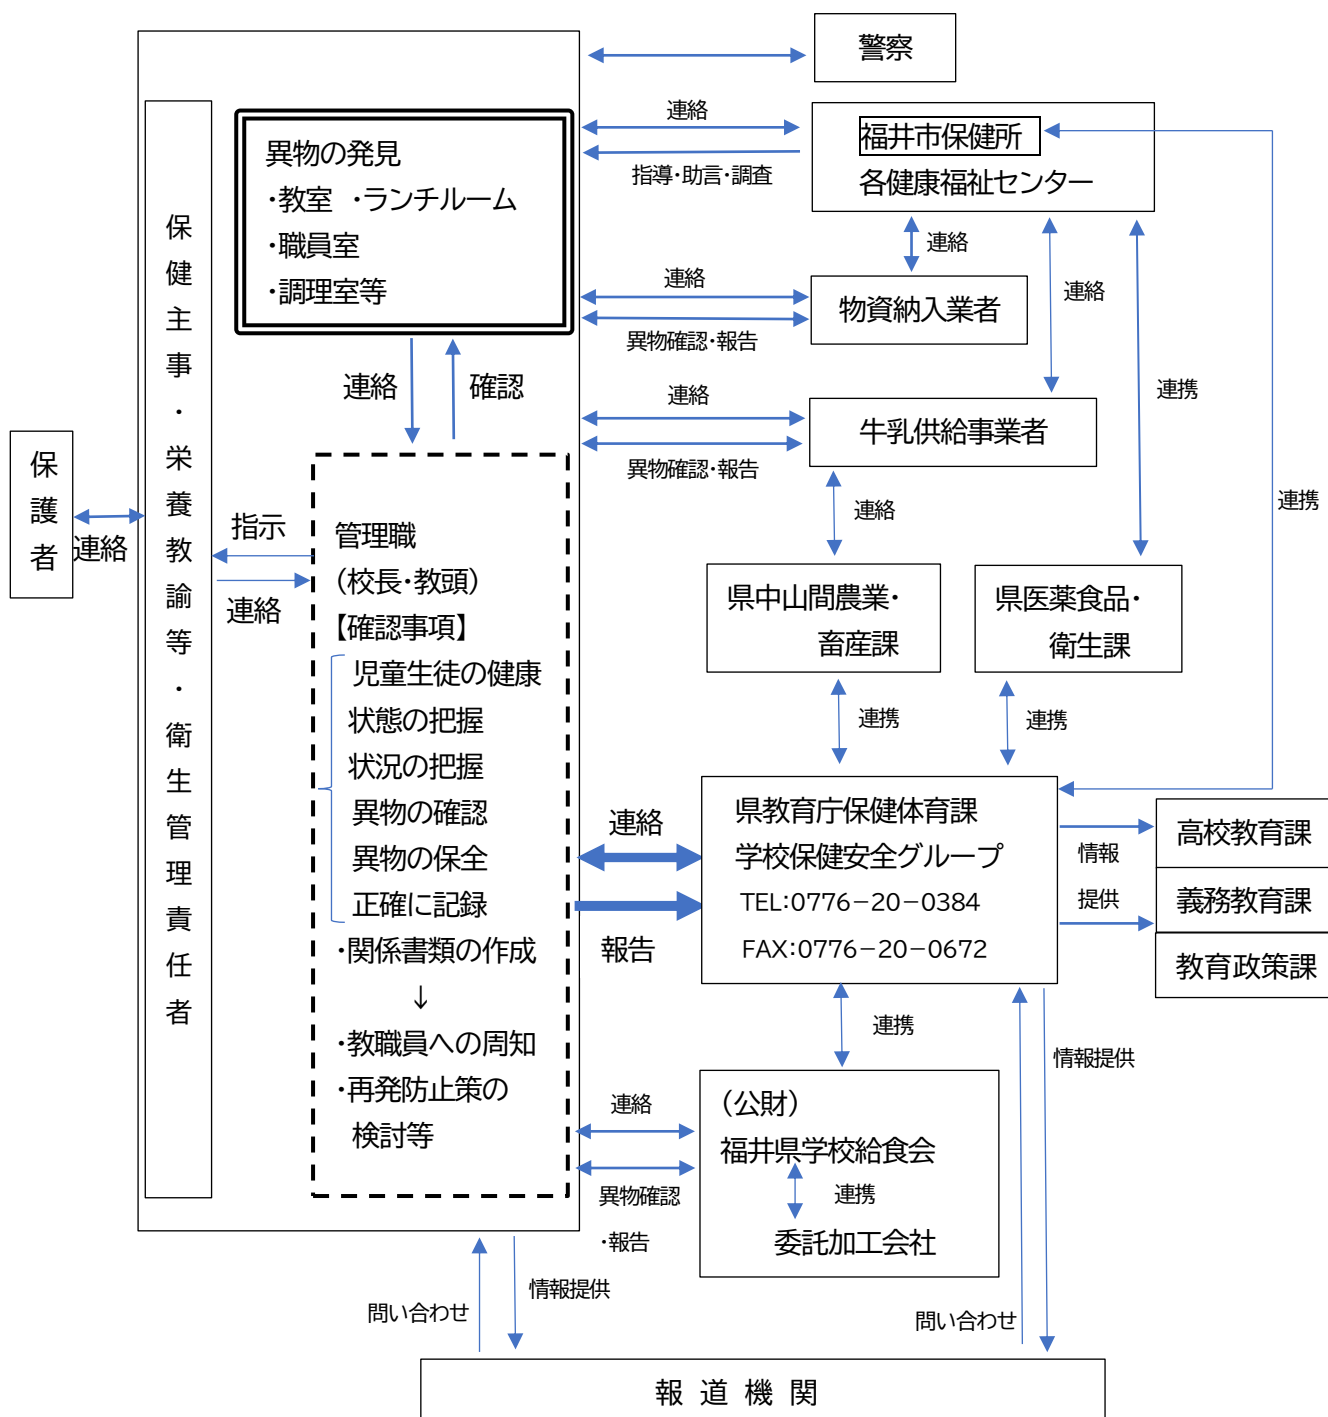 警察
連絡
福井市保健所
各健康福祉センター
指導・助言・調査
異物の発見
・教室　・ランチルーム
・職員室
・調理室等
連絡
連絡
連携
連絡
物資納入業者
異物確認・報告
連絡
確認
連絡
牛乳供給事業者
異物確認・報告
連絡
連携
保健主事・栄養教諭等・衛生管理責任者
保護者
連絡
指示
連絡
管理職
（校長・教頭）
【確認事項】
児童生徒の健康
状態の把握
状況の把握
異物の確認
異物の保全
正確に記録
・関係書類の作成
↓
・教職員への周知
・再発防止策の
検討等
県中山間農業・
畜産課
県医薬食品・
衛生課
連携
連携
連絡
報告
県教育庁保健体育課
学校保健安全グループ
TEL:0776－20－0384
FAX:0776－20－0672
情報
提供
高校教育課
義務教育課
教育政策課
連携
情報提供
連絡
異物確認
・報告
（公財）
福井県学校給食会
連携
委託加工会社
問い合わせ
情報提供
問い合わせ
報道機関